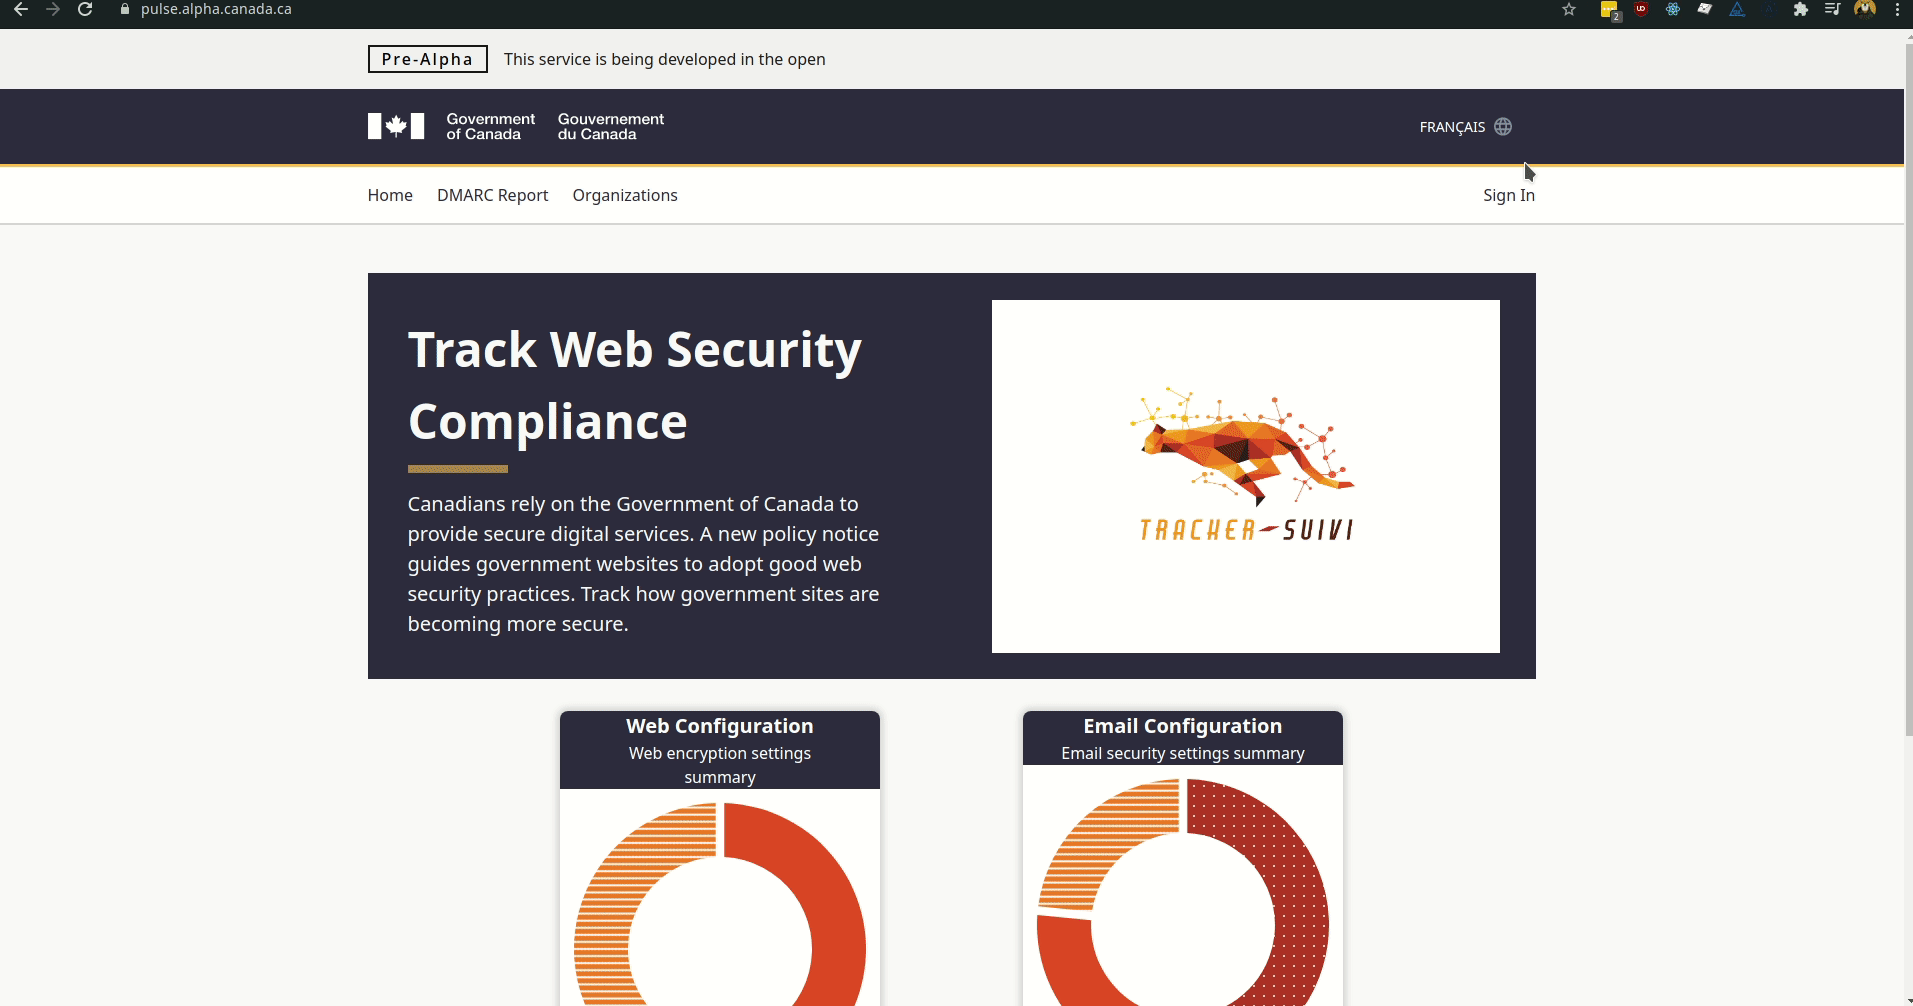 pulse.alpha.canada.ca
2
Pre-Alpha This service is being developed in the open
Government of Canada
Gouvernement du Canada
FRANÇAIS
Home DMARC Report Organizations Sign In
Track Web Security
Compliance
Canadians rely on the Government of Canada to
provide secure digital services. A new policy notice
guides government websites to adopt good web
security practices. Track how government sites are
becoming more secure.
TRACHER SUIVI
Web Configuration
Web encryption settings
summary
Email Configuration
Email security settings summary